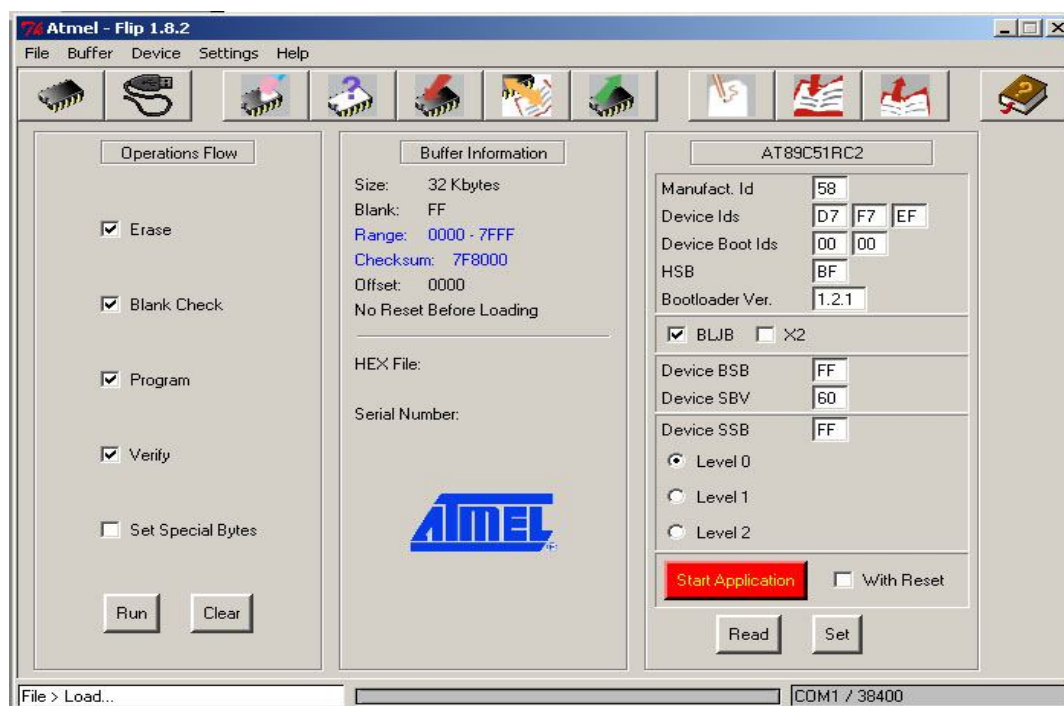 Atmel - Flip 1.8.2
File Buffer Device Settings Help
Operations Flow
Erase
Blank Check
Program
Verify
Set Special Bytes
Run Clear
Buffer Information
Size: 32 Kbytes
Blank: FF
Range: 0000 - 7FFF
Checksum: 7F8000
Offset: 0000
No Reset Before Loading
HEX File:
Serial Number:
ATMEL
AT89C51RC2
Manufact. Id 58
Device Ids D7 F7 EF
Device Boot Ids 00 00
HSB BF
Bootloader Ver. 1.2.1
BLJB X2
Device BSB FF
Device SBV 60
Device SSB FF
Level 0
Level 1
Level 2
Start Application With Reset
Read Set
File > Load...
COM1 / 38400